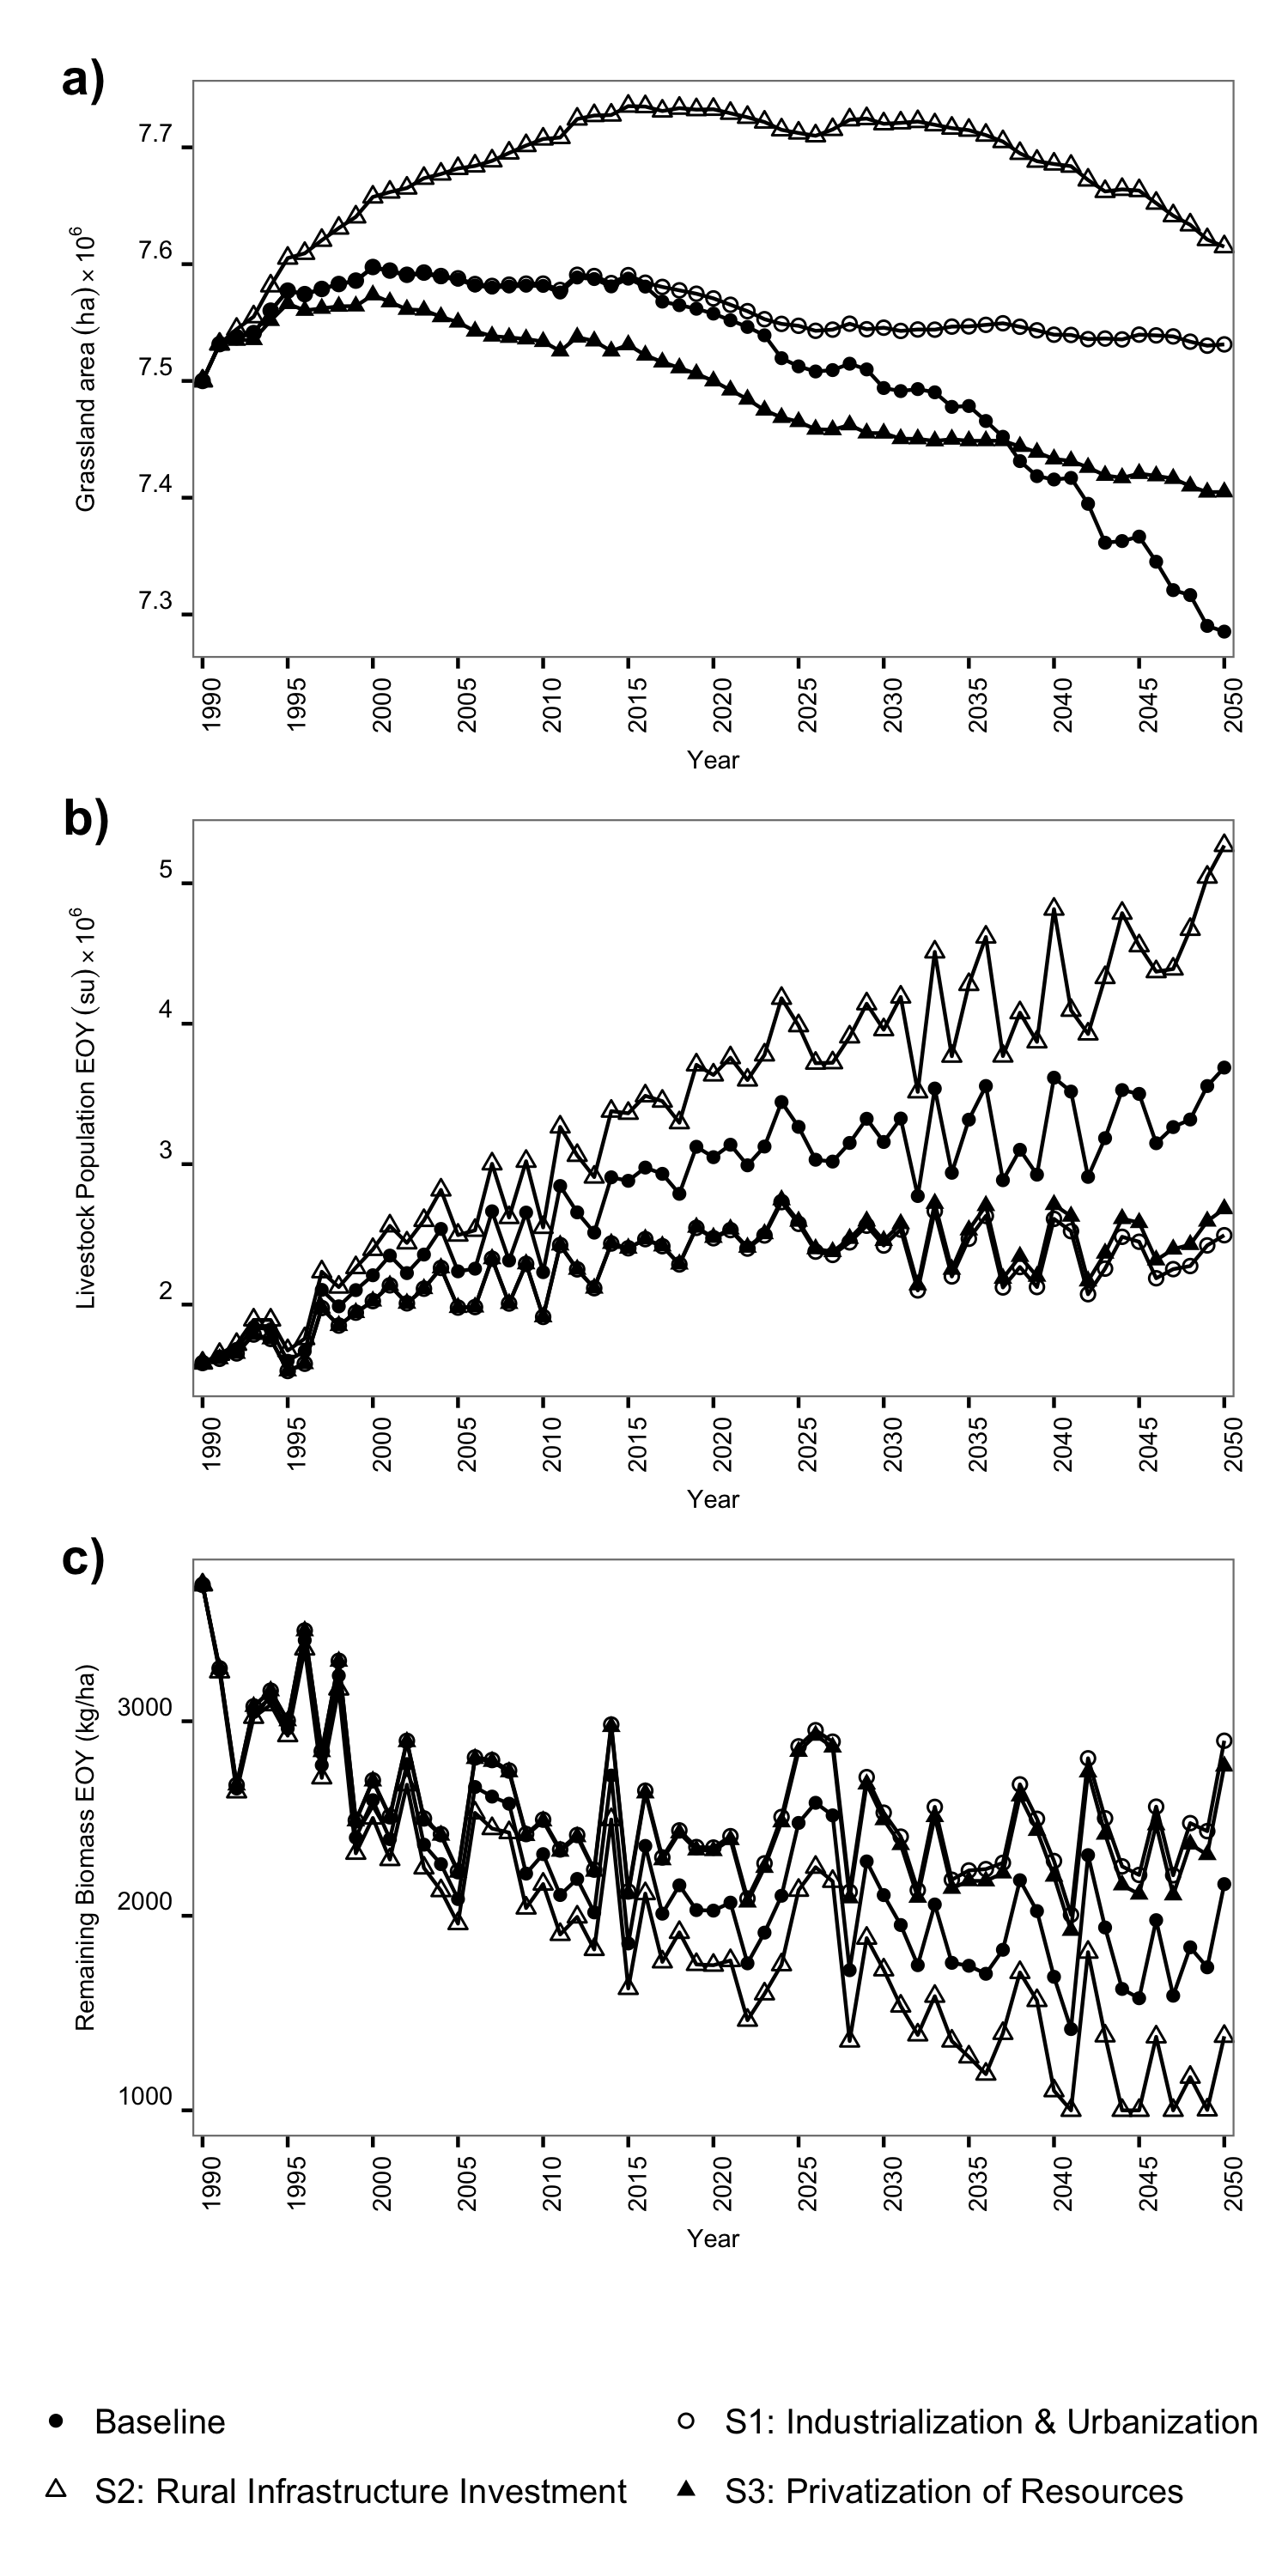 a)
Grassland area (ha) × 10⁶
7.7
7.6
7.5
7.4
7.3
1990 1995 2000 2005 2010 2015 2020 2025 2030 2035 2040 2045 2050
Year
b)
Livestock Population EOY (su) × 10⁶
5
4
3
2
1990 1995 2000 2005 2010 2015 2020 2025 2030 2035 2040 2045 2050
Year
c)
Remaining Biomass EOY (kg/ha)
3000
2000
1000
1990 1995 2000 2005 2010 2015 2020 2025 2030 2035 2040 2045 2050
Year
Baseline
S1: Industrialization & Urbanization
S2: Rural Infrastructure Investment
S3: Privatization of Resources